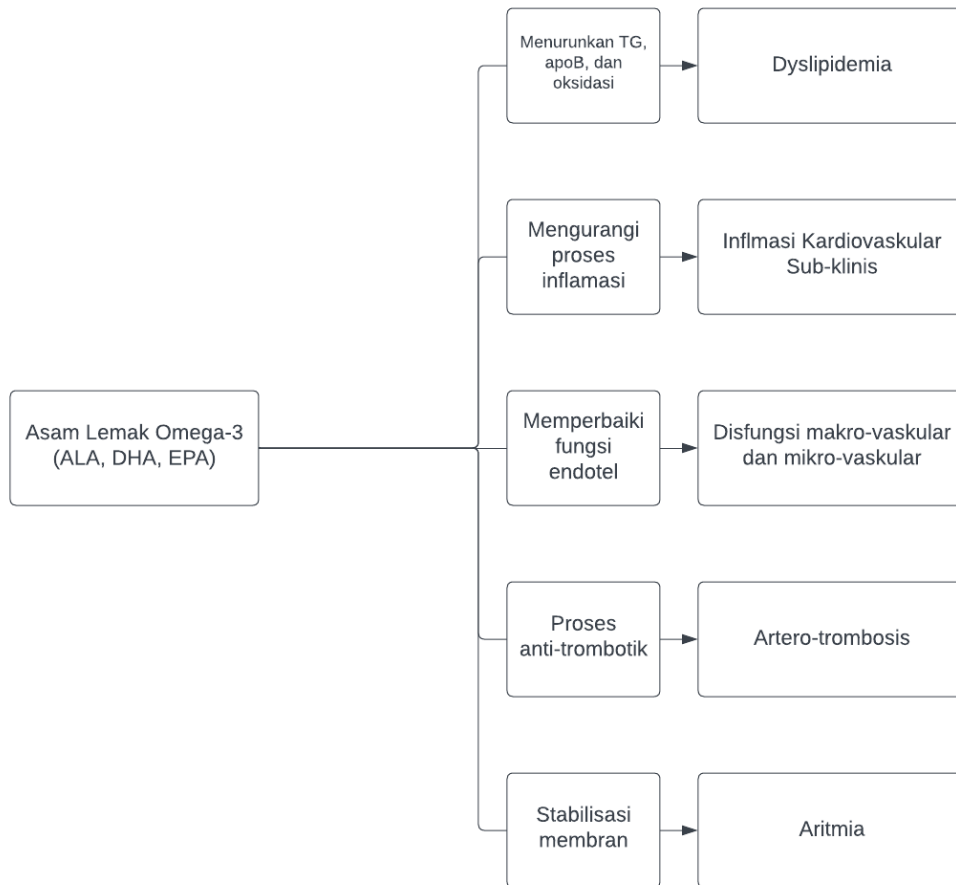 Menurunkan TG,
apoB, dan
oksidasi
Dyslipidemia
Mengurangi
proses
inflamasi
Inflmasi Kardiovaskular
Sub-klinis
Asam Lemak Omega-3
(ALA, DHA, EPA)
Memperbaiki
fungsi
endotel
Disfungsi makro-vaskular
dan mikro-vaskular
Proses
anti-trombotik
Artero-trombosis
Stabilisasi
membran
Aritmia